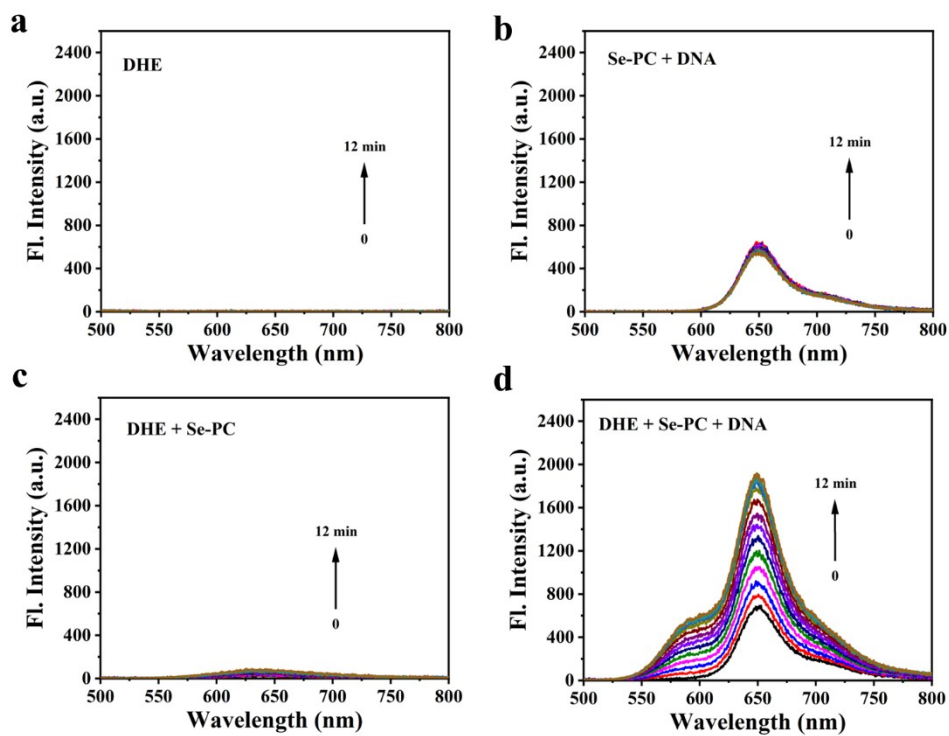 a
DHE
12 min
0
Fl. Intensity (a.u.)
2400
2000
1600
1200
800
400
0
500 550 600 650 700 750 800
Wavelength (nm)
b
Se-PC + DNA
12 min
0
Fl. Intensity (a.u.)
2400
2000
1600
1200
800
400
0
500 550 600 650 700 750 800
Wavelength (nm)
c
DHE + Se-PC
12 min
0
Fl. Intensity (a.u.)
2400
2000
1600
1200
800
400
0
500 550 600 650 700 750 800
Wavelength (nm)
d
DHE + Se-PC + DNA
12 min
0
Fl. Intensity (a.u.)
2400
2000
1600
1200
800
400
0
500 550 600 650 700 750 800
Wavelength (nm)